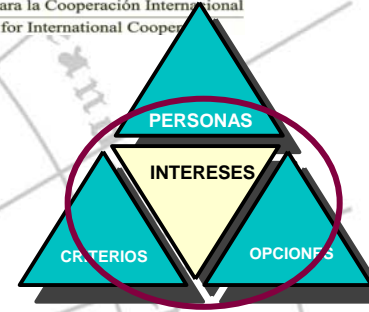 ara la Cooperación Internacional
for International Cooper
PERSONAS
INTERESES
CRITERIOS
OPCIONES